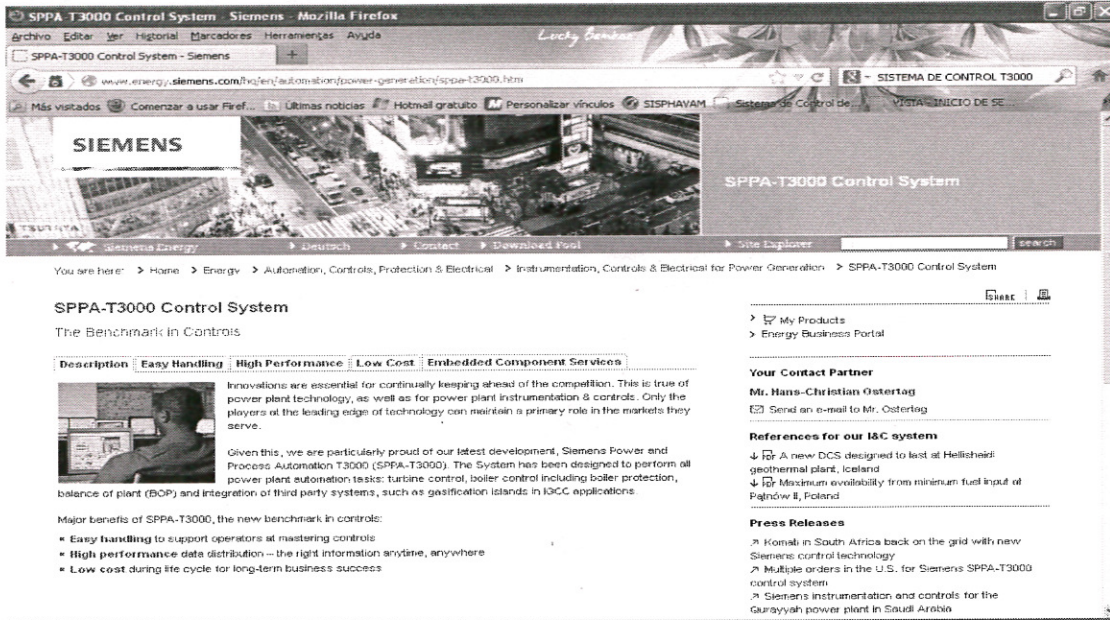 SPPA-T3000 Control System - Siemens - Mozilla Firefox
Archivo Editar Ver Historial Marcadores Herramientas Ayuda
SPPA-T3000 Control System - Siemens +
www.energy.siemens.com/hq/en/automation/power-generation/sppa-t3000.htm
SISTEMA DE CONTROL T3000
Más visitados Comenzar a usar Firef... Últimas noticias Hotmail gratuito Personalizar vínculos SISPHAVAM Sistema de Control de VISTA - INICIO DE SE...
SIEMENS
SPPA-T3000 Control System
Siemens Energy Deutsch Contact Download Pool Site Explorer search
You are here: > Home > Energy > Automation, Controls, Protection & Electrical > Instrumentation, Controls & Electrical for Power Generation > SPPA-T3000 Control System
SHARE
SPPA-T3000 Control System
The Benchmark in Controls
Description Easy Handling High Performance Low Cost Embedded Component Services
Innovations are essential for continually keeping ahead of the competition. This is true of
power plant technology, as well as for power plant instrumentation & controls. Only the
players at the leading edge of technology can maintain a primary role in the markets they
serve.
Given this, we are particularly proud of our latest development, Siemens Power and
Process Automation T3000 (SPPA-T3000). The System has been designed to perform all
power plant automation tasks: turbine control, boiler control including boiler protection,
balance of plant (BOP) and integration of third party systems, such as gasification islands in IGCC applications.
Major benefis of SPPA-T3000, the new benchmark in controls:
Easy handling to support operators at mastering controls
High performance data distribution – the right information anytime, anywhere
Low cost during life cycle for long-term business success
> My Products
> Energy Business Portal
Your Contact Partner
Mr. Hans-Christian Ostertag
Send an e-mail to Mr. Ostertag
References for our I&C system
A new DCS designed to last at Hellisheidi
geothermal plant, Iceland
Maximum availability from minimum fuel input at
Pątnów II, Poland
Press Releases
Komati in South Africa back on the grid with new
Siemens control technology
Multiple orders in the U.S. for Siemens SPPA-T3000
control system
Siemens instrumentation and controls for the
Qurayyah power plant in Saudi Arabia